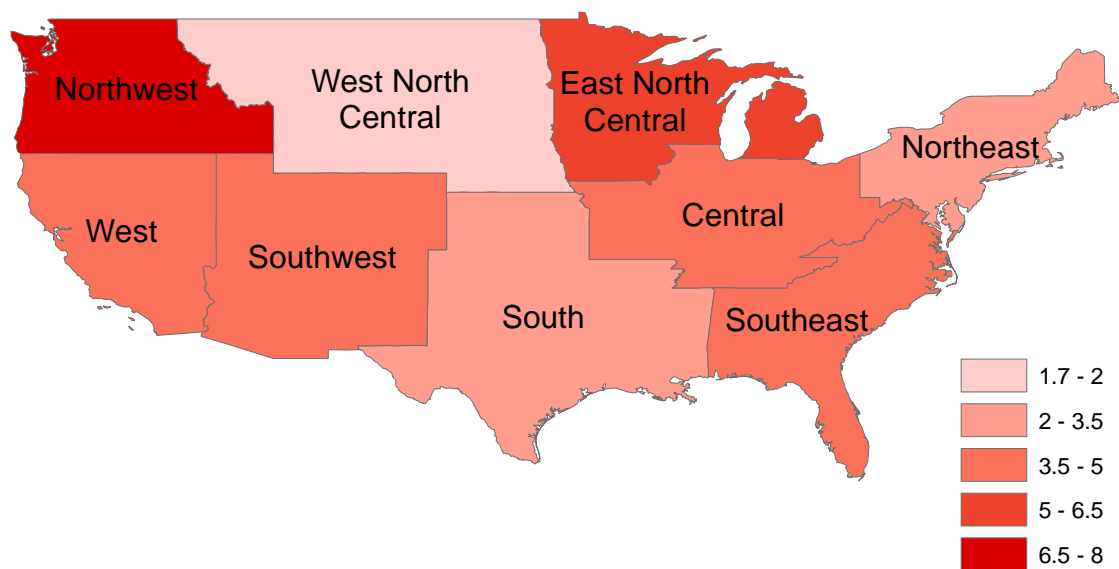 Northwest
West North
Central
East North
Central
Northeast
West
Southwest
Central
South
Southeast
1.7 - 2
2 - 3.5
3.5 - 5
5 - 6.5
6.5 - 8